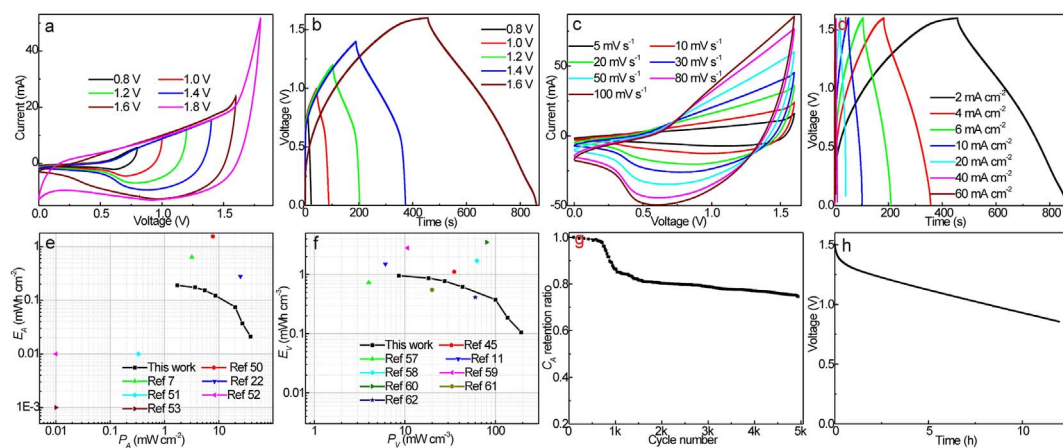 a
Current (mA)
60
40
20
0
0.8 V
1.0 V
1.2 V
1.4 V
1.6 V
1.8 V
0.0
0.5
1.0
1.5
Voltage (V)
b
Voltage (V)
1.5
1.0
0.5
0.0
0.8 V
1.0 V
1.2 V
1.4 V
1.6 V
0
200
400
600
800
Time (s)
c
Current (mA)
50
0
-50
5 mV s-1
10 mV s-1
20 mV s-1
30 mV s-1
50 mV s-1
80 mV s-1
100 mV s-1
0.0
0.5
1.0
1.5
Voltage (V)
d
Voltage (V)
1.5
1.0
0.5
0.0
2 mA cm-2
4 mA cm-2
6 mA cm-2
10 mA cm-2
20 mA cm-2
40 mA cm-2
60 mA cm-2
0
200
400
600
800
Time (s)
e
EA (mWh cm-2)
1
0.1
0.01
1E-3
This work
Ref 50
Ref 7
Ref 22
Ref 51
Ref 52
Ref 53
0.01
0.1
1
10
100
PA (mW cm-2)
f
EV (mWh cm-3)
1
0.1
0.01
This work
Ref 45
Ref 57
Ref 11
Ref 58
Ref 59
Ref 60
Ref 61
Ref 62
1
10
100
PV (mW cm-3)
g
CA retention ratio
1.0
0.8
0.6
0.4
0
1k
2k
3k
4k
5k
Cycle number
h
Voltage (V)
1.5
1.0
0.5
0.0
0
5
10
Time (h)